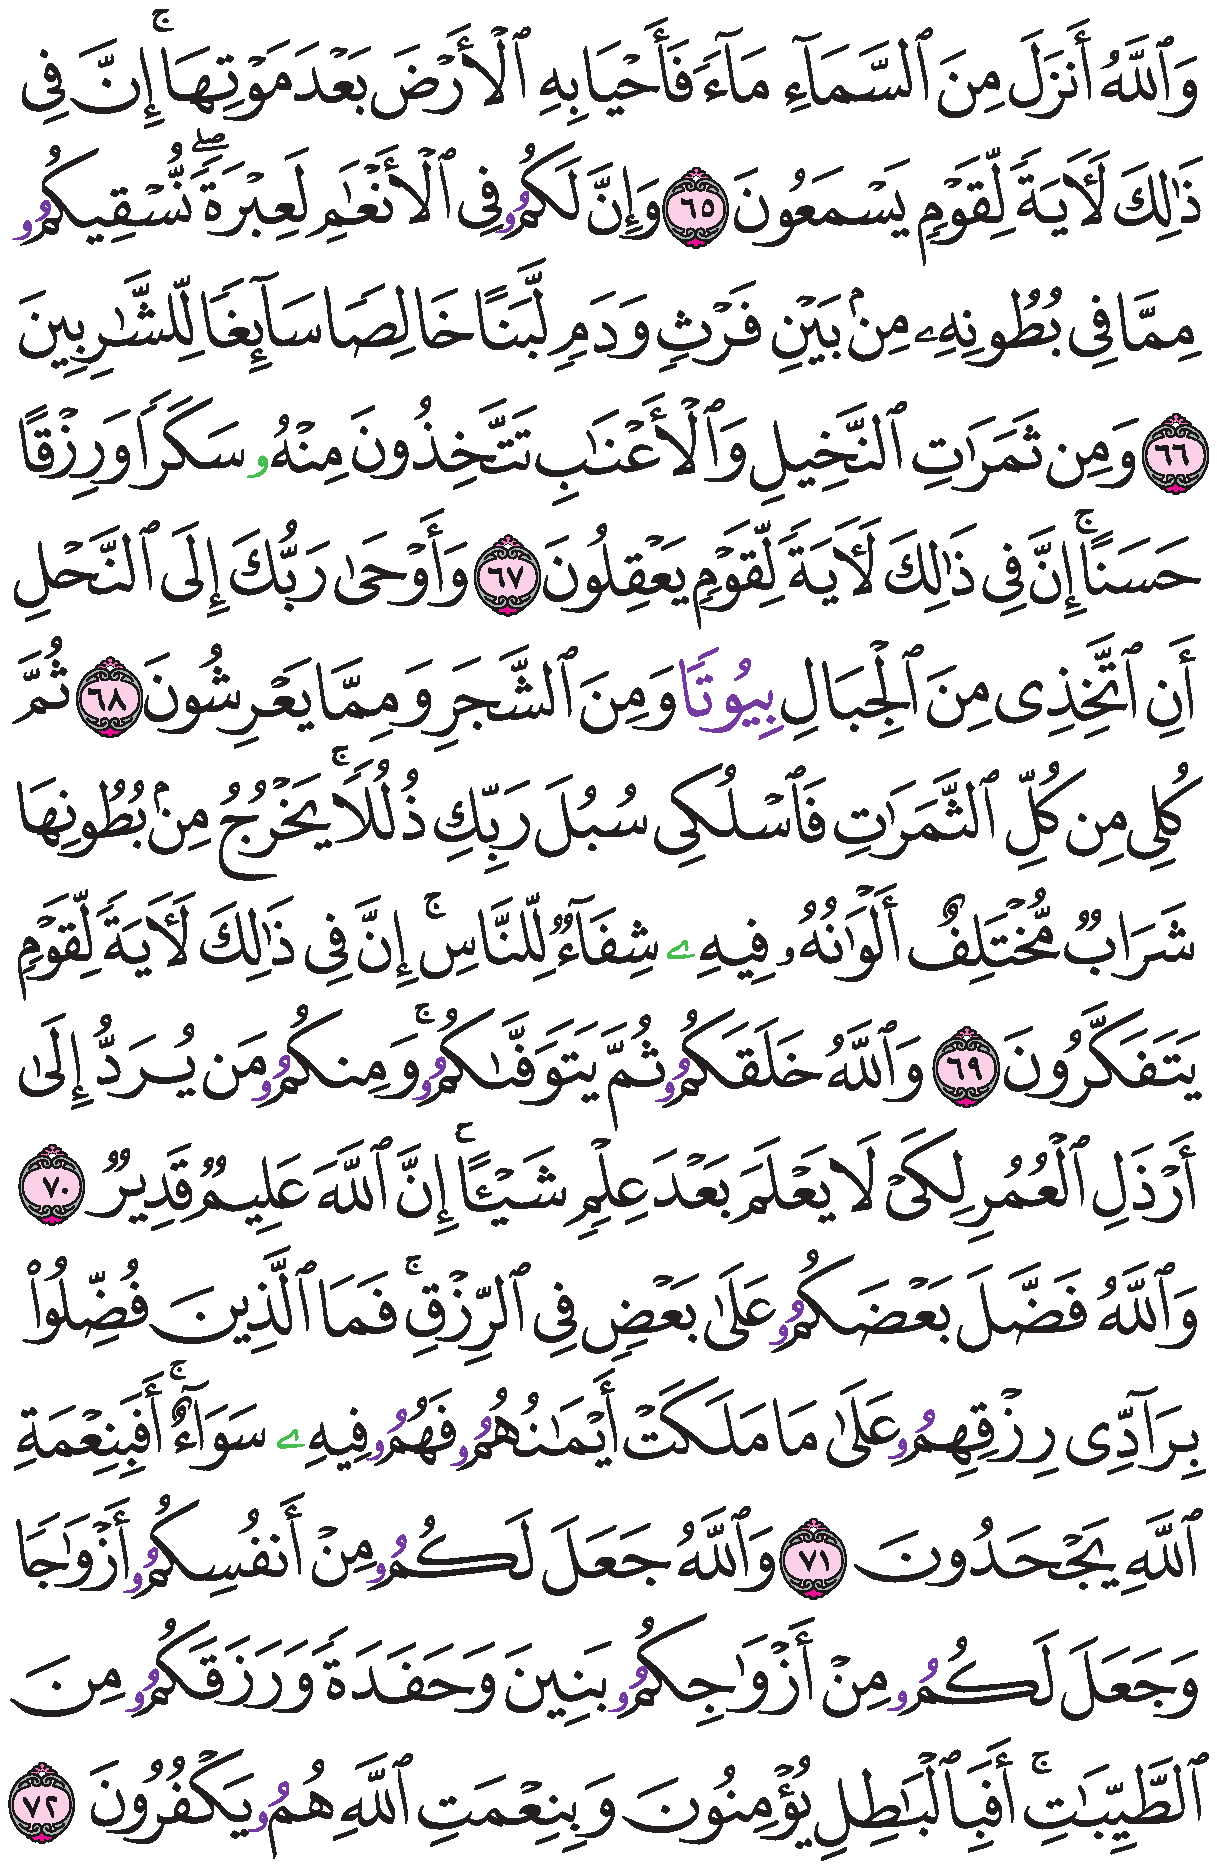 وَٱللَّهُ أَنزَلَ مِنَ ٱلسَّمَآءِ مَآءً فَأَحْيَا بِهِ ٱلْأَرْضَ بَعْدَ مَوْتِهَآ ۚ إِنَّ فِى
ذَٰلِكَ لَأٓيَةً لِّقَوْمٍ يَسْمَعُونَ ٦٥ وَإِنَّ لَكُمُۥ فِى ٱلْأَنْعَٰمِ لَعِبْرَةً ۖ نُّسْقِيكُمُۥ
مِمَّا فِى بُطُونِهِۦ مِنۢ بَيْنِ فَرْثٍ وَدَمٍ لَّبَنًا خَالِصًا سَآئِغًا لِّلشَّٰرِبِينَ
٦٦ وَمِن ثَمَرَٰتِ ٱلنَّخِيلِ وَٱلْأَعْنَٰبِ تَتَّخِذُونَ مِنْهُۥ سَكَرًا وَرِزْقًا
حَسَنًا ۚ إِنَّ فِى ذَٰلِكَ لَأٓيَةً لِّقَوْمٍ يَعْقِلُونَ ٦٧ وَأَوْحَىٰ رَبُّكَ إِلَى ٱلنَّحْلِ
أَنِ ٱتَّخِذِى مِنَ ٱلْجِبَالِ بِيُوتًا وَمِنَ ٱلشَّجَرِ وَمِمَّا يَعْرِشُونَ ٦٨ ثُمَّ
كُلِى مِن كُلِّ ٱلثَّمَرَٰتِ فَٱسْلُكِى سُبُلَ رَبِّكِ ذُلُلًا ۚ يَخْرُجُ مِنۢ بُطُونِهَا
شَرَابٌ مُّخْتَلِفٌ أَلْوَٰنُهُۥ فِيهِۦ شِفَآءٌ لِّلنَّاسِ ۚ إِنَّ فِى ذَٰلِكَ لَأٓيَةً لِّقَوْمٍ
يَتَفَكَّرُونَ ٦٩ وَٱللَّهُ خَلَقَكُمُۥ ثُمَّ يَتَوَفَّىٰكُمُۥ ۚ وَمِنكُمُۥ مَن يُرَدُّ إِلَىٰ
أَرْذَلِ ٱلْعُمُرِ لِكَىْ لَا يَعْلَمَ بَعْدَ عِلْمٍ شَيْـًٔا ۚ إِنَّ ٱللَّهَ عَلِيمٌ قَدِيرٌ ٧٠
وَٱللَّهُ فَضَّلَ بَعْضَكُمُۥ عَلَىٰ بَعْضٍ فِى ٱلرِّزْقِ ۚ فَمَا ٱلَّذِينَ فُضِّلُوا۟
بِرَآدِّى رِزْقِهِمُۥ عَلَىٰ مَا مَلَكَتْ أَيْمَٰنُهُمُۥ فَهُمُۥ فِيهِۦ سَوَآءٌ ۚ أَفَبِنِعْمَةِ
ٱللَّهِ يَجْحَدُونَ ٧١ وَٱللَّهُ جَعَلَ لَكُمُۥ مِنْ أَنفُسِكُمُۥ أَزْوَٰجًا
وَجَعَلَ لَكُمُۥ مِنْ أَزْوَٰجِكُمُۥ بَنِينَ وَحَفَدَةً وَرَزَقَكُمُۥ مِنَ
ٱلطَّيِّبَٰتِ ۚ أَفَبِٱلْبَٰطِلِ يُؤْمِنُونَ وَبِنِعْمَتِ ٱللَّهِ هُمُۥ يَكْفُرُونَ ٧٢